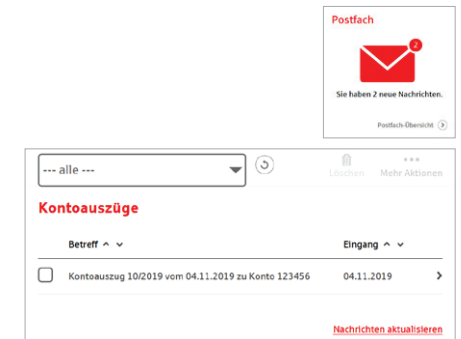 Postfach
2
Sie haben 2 neue Nachrichten.
Postfach-Übersicht
--- alle ---
Löschen Mehr Aktionen
Kontoauszüge
Betreff Eingang
Kontoauszug 10/2019 vom 04.11.2019 zu Konto 123456 04.11.2019
Nachrichten aktualisieren